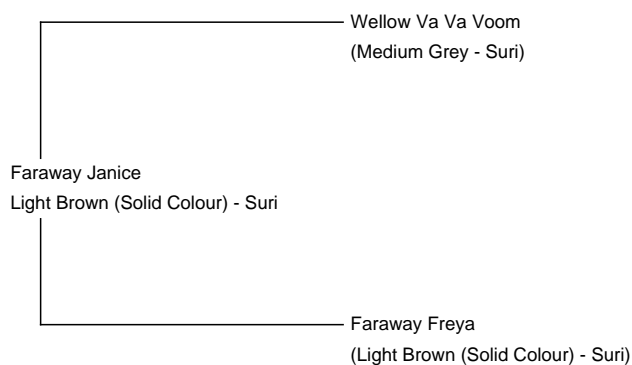 Wellow Va Va Voom
(Medium Grey - Suri)
Faraway Janice
Light Brown (Solid Colour) - Suri
Faraway Freya
(Light Brown (Solid Colour) - Suri)